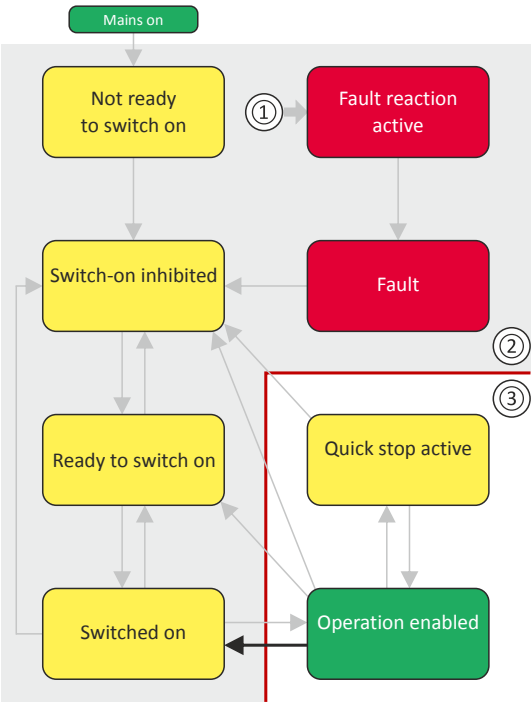 Mains on
Not ready
to switch on
①
Fault reaction
active
Switch-on inhibited
Fault
②
③
Ready to switch on
Quick stop active
Switched on
Operation enabled